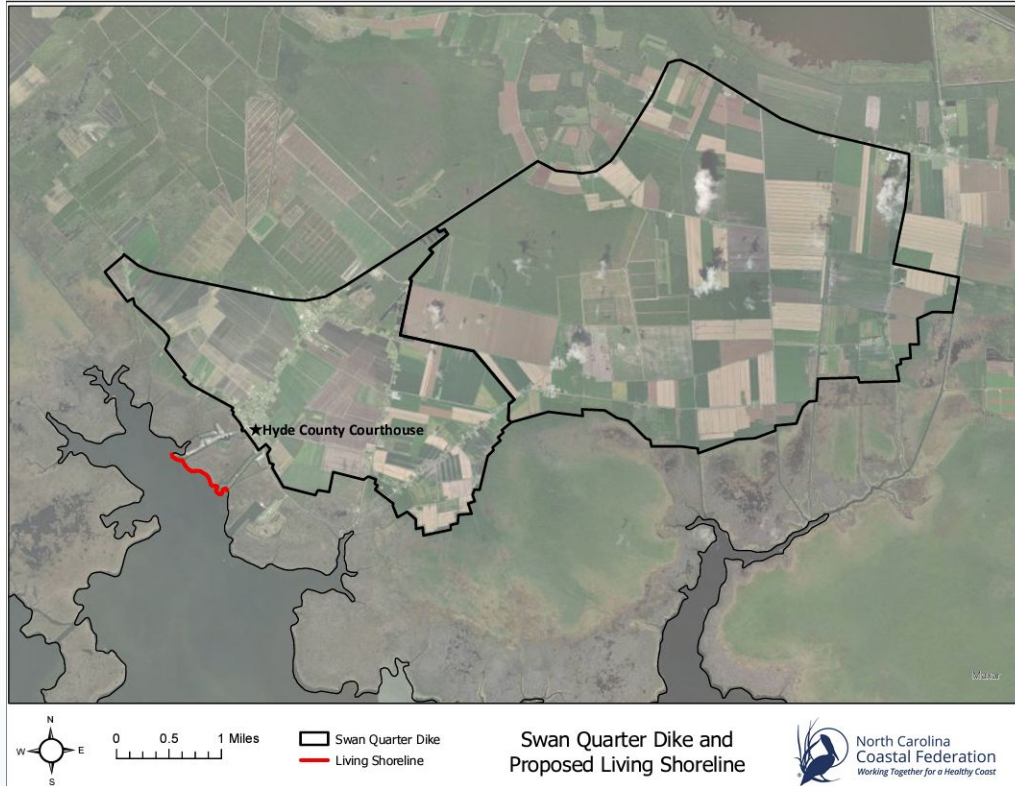 ★Hyde County Courthouse
Maxar
N
W E
S
0 0.5 1 Miles
Swan Quarter Dike
Living Shoreline
Swan Quarter Dike and
Proposed Living Shoreline
North Carolina
Coastal Federation
Working Together for a Healthy Coast